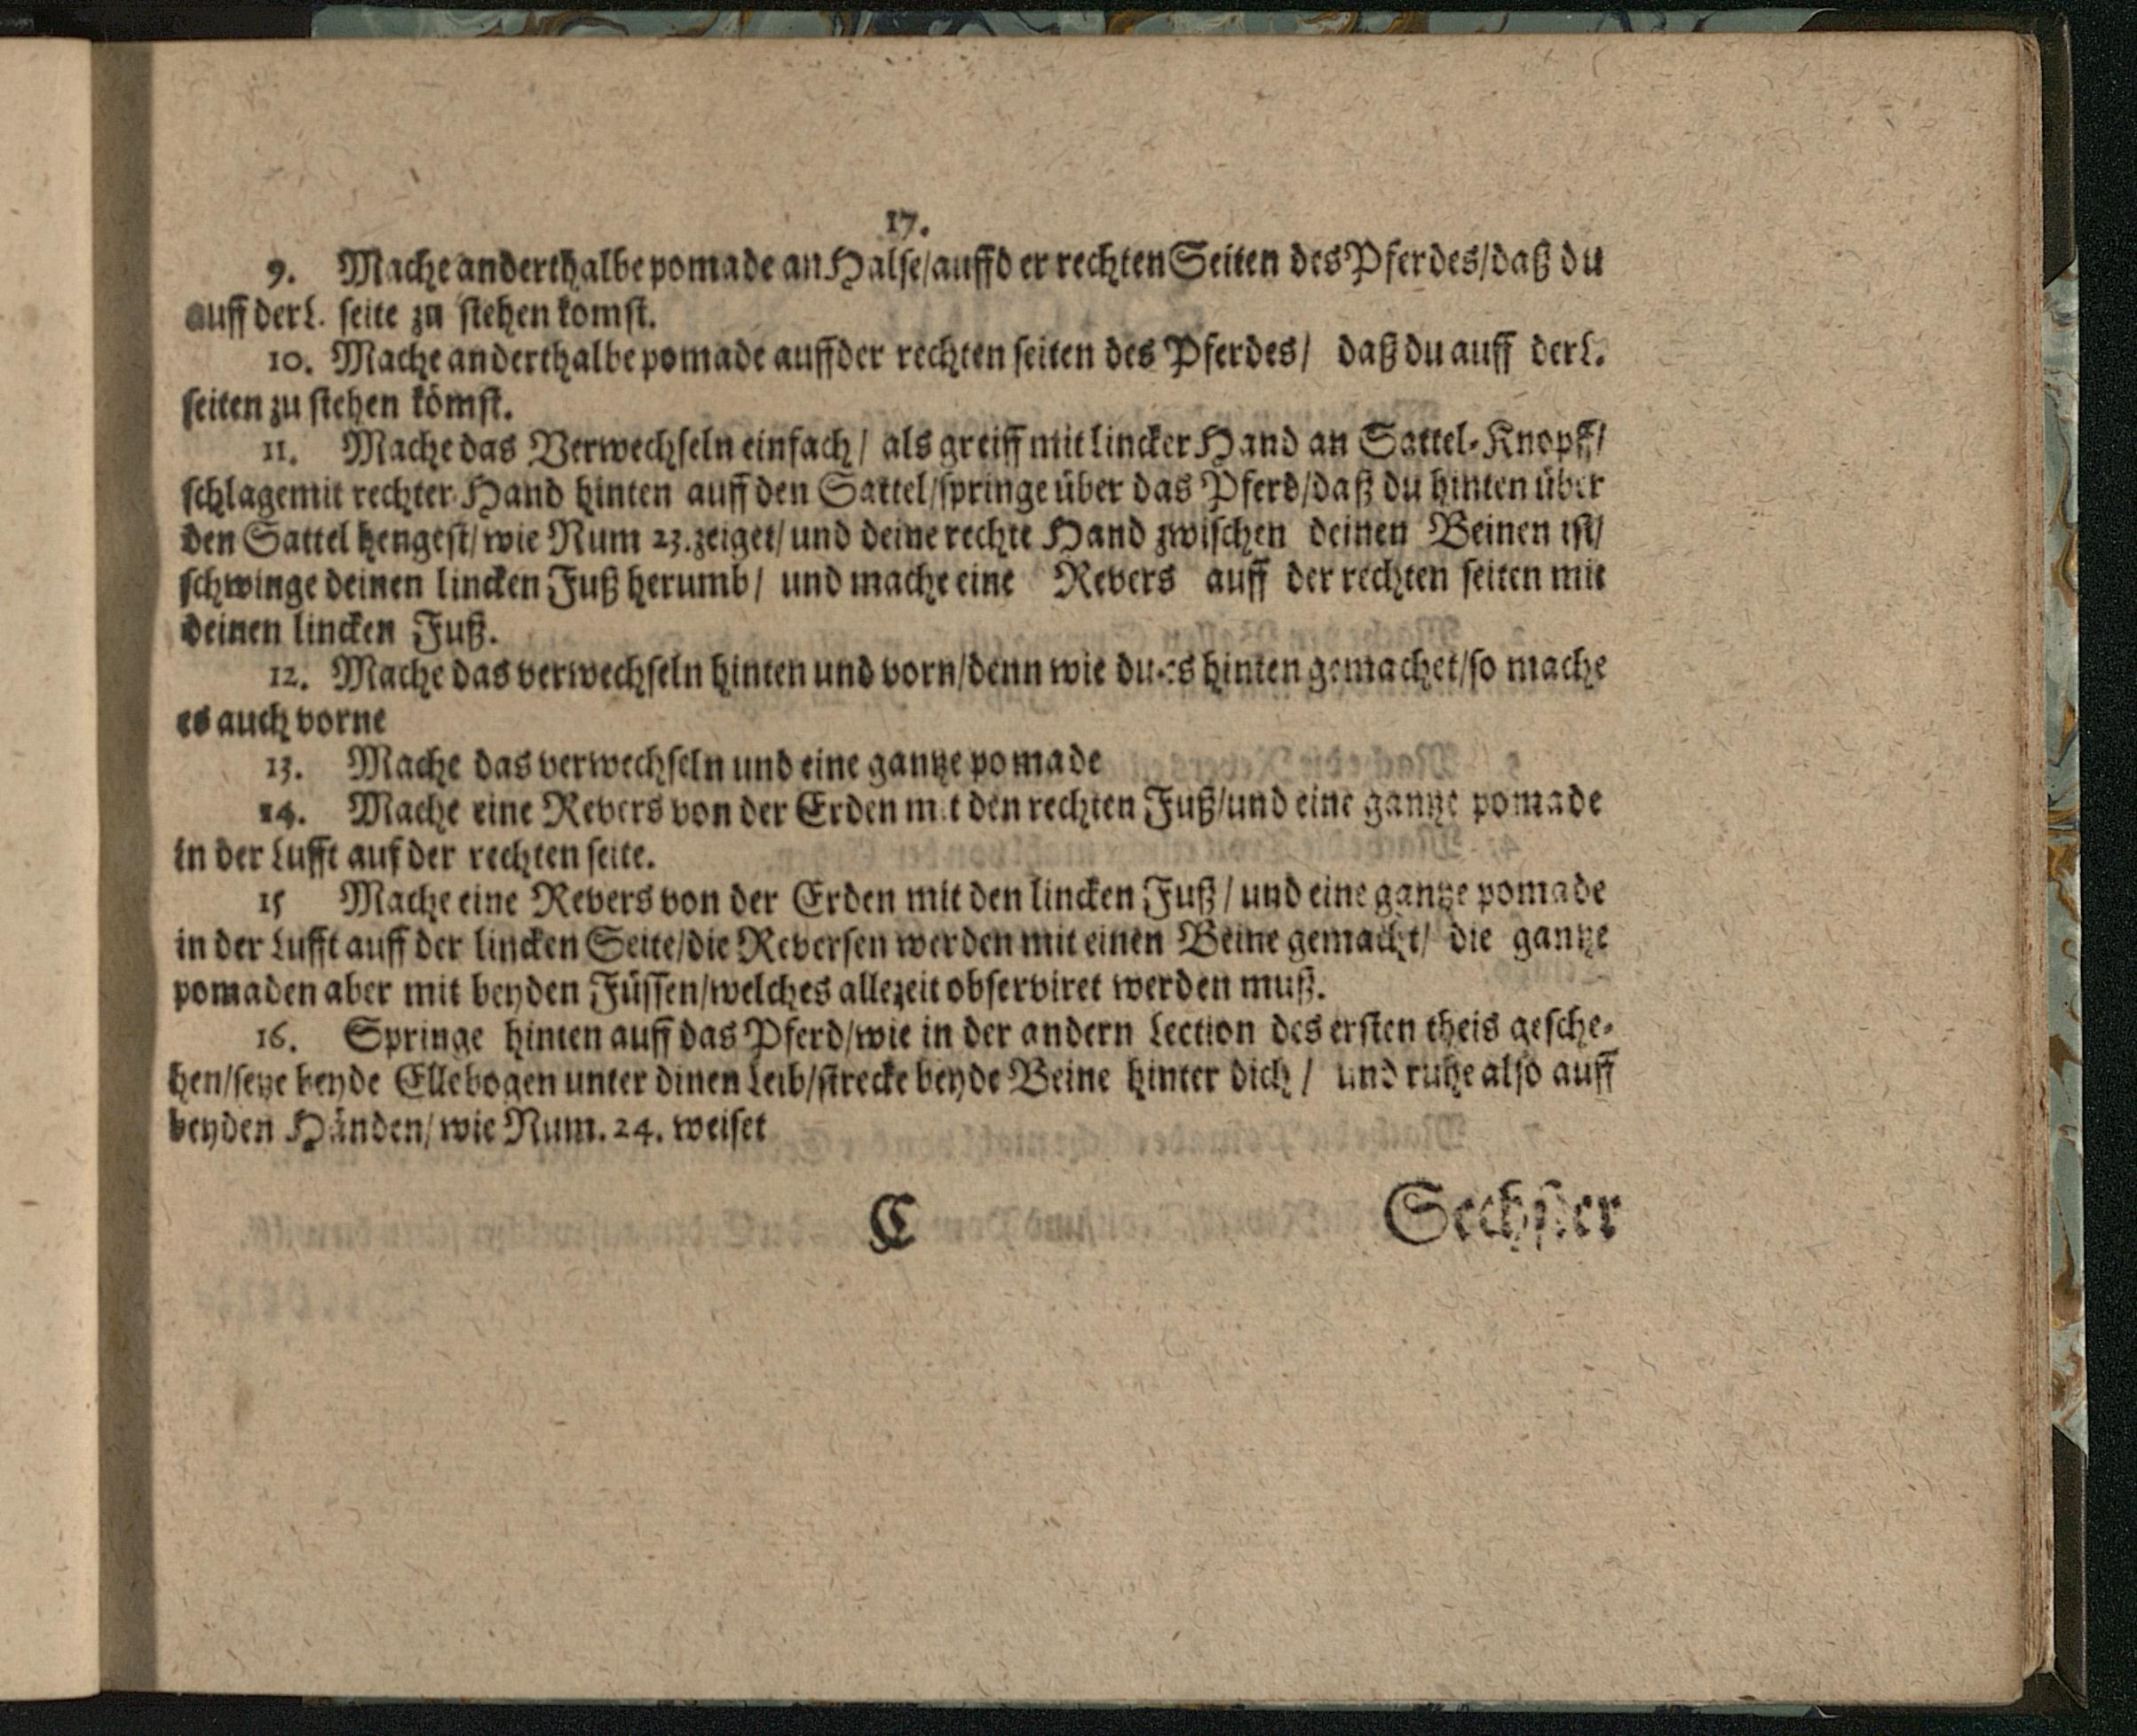 17.
9. Mache anderthalbe pomade an Halse/auff der rechten Seiten des Pferdes/daß du
auff der l. seite zu stehen komst.
10. Mache anderthalbe pomade auff der rechten seiten des Pferdes/ daß du auff der l.
seiten zu stehen kömst.
11. Mache das Verwechseln einfach/ als greiff mit lincker Hand an Sattel-Knopff/
schlage mit rechter Hand hinten auff den Sattel/springe über das Pferd/daß du hinten über
den Sattel hengest/wie Num 23. zeiget/und deine rechte Hand zwischen deinen Beinen ist/
schwinge deinen lincken Fuß herumb/ und mache eine Revers auff der rechten seiten mit
deinen lincken Fuß.
12. Mache das verwechseln hinten und vorn/denn wie du es hinten gemachet/so mache
es auch vorne
13. Mache das verwechseln und eine gantze pomade
14. Mache eine Revers von der Erden mit den rechten Fuß/und eine gantze pomade
in der Lufft auf der rechten seite.
15 Mache eine Revers von der Erden mit den lincken Fuß/ und eine gantze pomade
in der Lufft auff der lincken Seite/die Reversen werden mit einen Beine gemacht/ die gantze
pomaden aber mit beyden Füssen/welches allezeit observiret werden muß.
16. Springe hinten auff das Pferd/wie in der andern Lection des ersten theis gesche-
hen/setze beyde Ellebogen unter dinen Leib/strecke beyde Beine hinter dich/ und ruhe also auff
beyden Händen/wie Num. 24. weiset
C Sechster